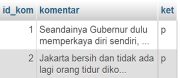 id_kom komentar ket
1 Seandainya Gubernur dulu p
memperkaya diri sendiri, ...
2 Jakarta bersih dan tidak ada p
lagi orang tidur diko...